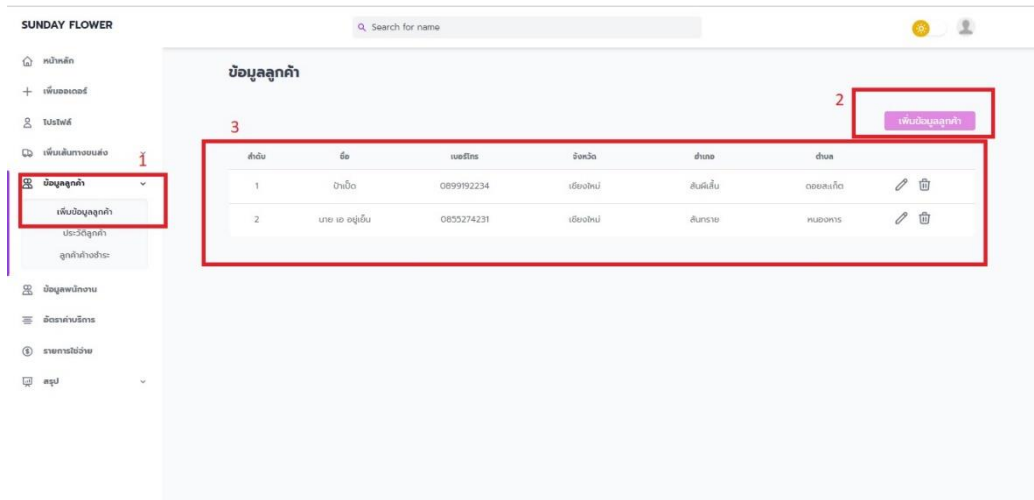 SUNDAY FLOWER
Search for name
หน้าหลัก
เพิ่มออเดอร์
โปรไฟล์
เพิ่มเส้นทางขนส่ง
1
ข้อมูลลูกค้า
เพิ่มข้อมูลลูกค้า
ประวัติลูกค้า
ลูกค้าค้างชำระ
ข้อมูลพนักงาน
อัตราค่าบริการ
รายการใช้จ่าย
สรุป
ข้อมูลลูกค้า
2
เพิ่มข้อมูลลูกค้า
3
ลำดับ ชื่อ เบอร์โทร จังหวัด อำเภอ ตำบล
1 ป้าเป็ด 0899192234 เชียงใหม่ สันผีเสื้อ ดอยสะเก็ด
2 นาย เอ อยู่เย็น 0855274231 เชียงใหม่ สันทราย หนองหาร